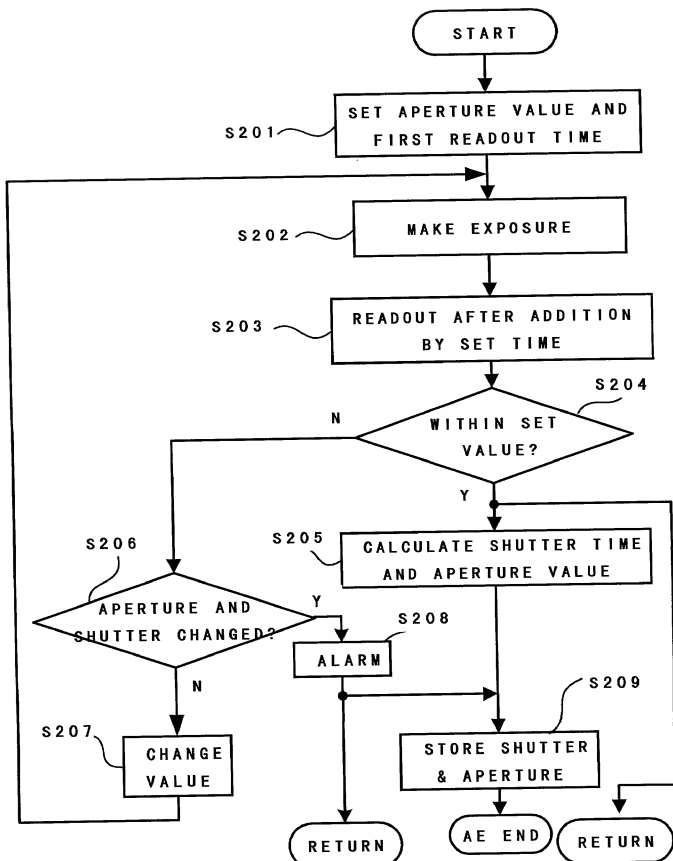 START
S201
SET APERTURE VALUE AND
FIRST READOUT TIME
S202
MAKE EXPOSURE
S203
READOUT AFTER ADDITION
BY SET TIME
S204
N
WITHIN SET
VALUE?
Y
S205
CALCULATE SHUTTER TIME
AND APERTURE VALUE
S206
APERTURE AND
SHUTTER CHANGED?
Y
S208
ALARM
N
S209
S207
CHANGE
VALUE
STORE SHUTTER
& APERTURE
RETURN
AE END
RETURN